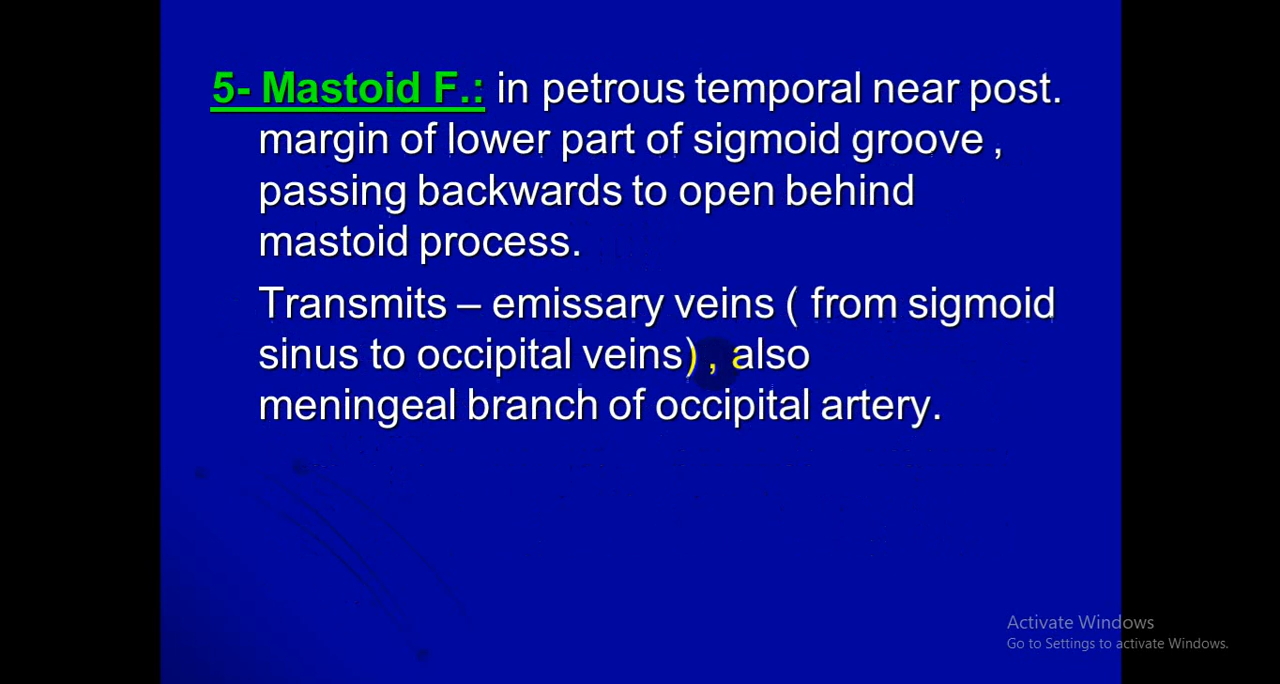 5- Mastoid F.: in petrous temporal near post.
margin of lower part of sigmoid groove ,
passing backwards to open behind
mastoid process.
Transmits – emissary veins ( from sigmoid
sinus to occipital veins) , also
meningeal branch of occipital artery.
Activate Windows
Go to Settings to activate Windows.